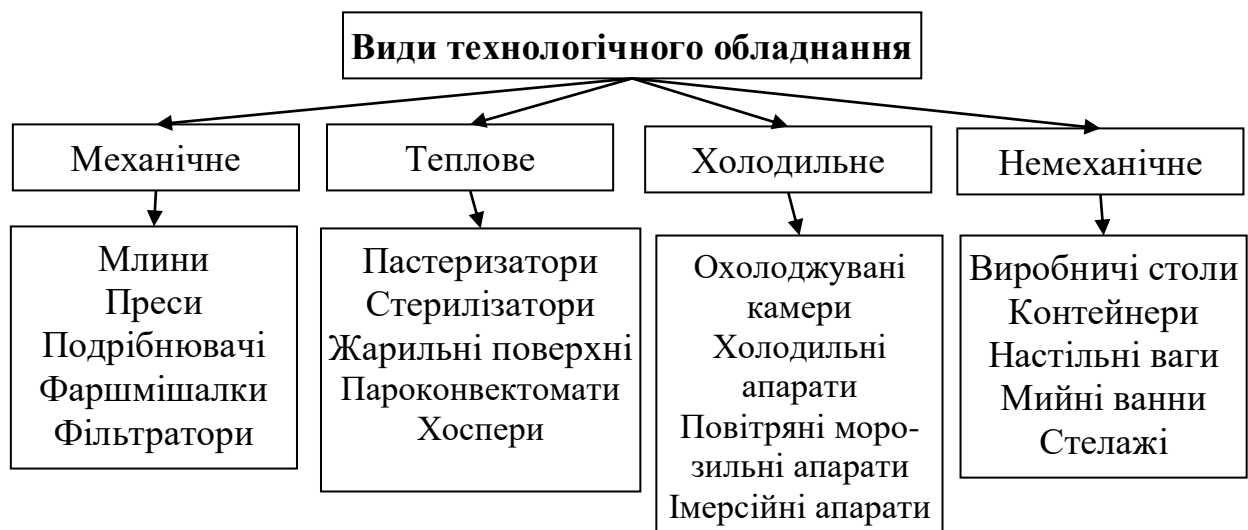 Види технологічного обладнання
Механічне
Теплове
Холодильне
Немеханічне
Млини
Преси
Подрібнювачі
Фаршмішалки
Фільтратори
Пастеризатори
Стерилізатори
Жарильні поверхні
Пароконвектомати
Хоспери
Охолоджувані
камери
Холодильні
апарати
Повітряні моро-
зильні апарати
Імерсійні апарати
Виробничі столи
Контейнери
Настільні ваги
Мийні ванни
Стелажі